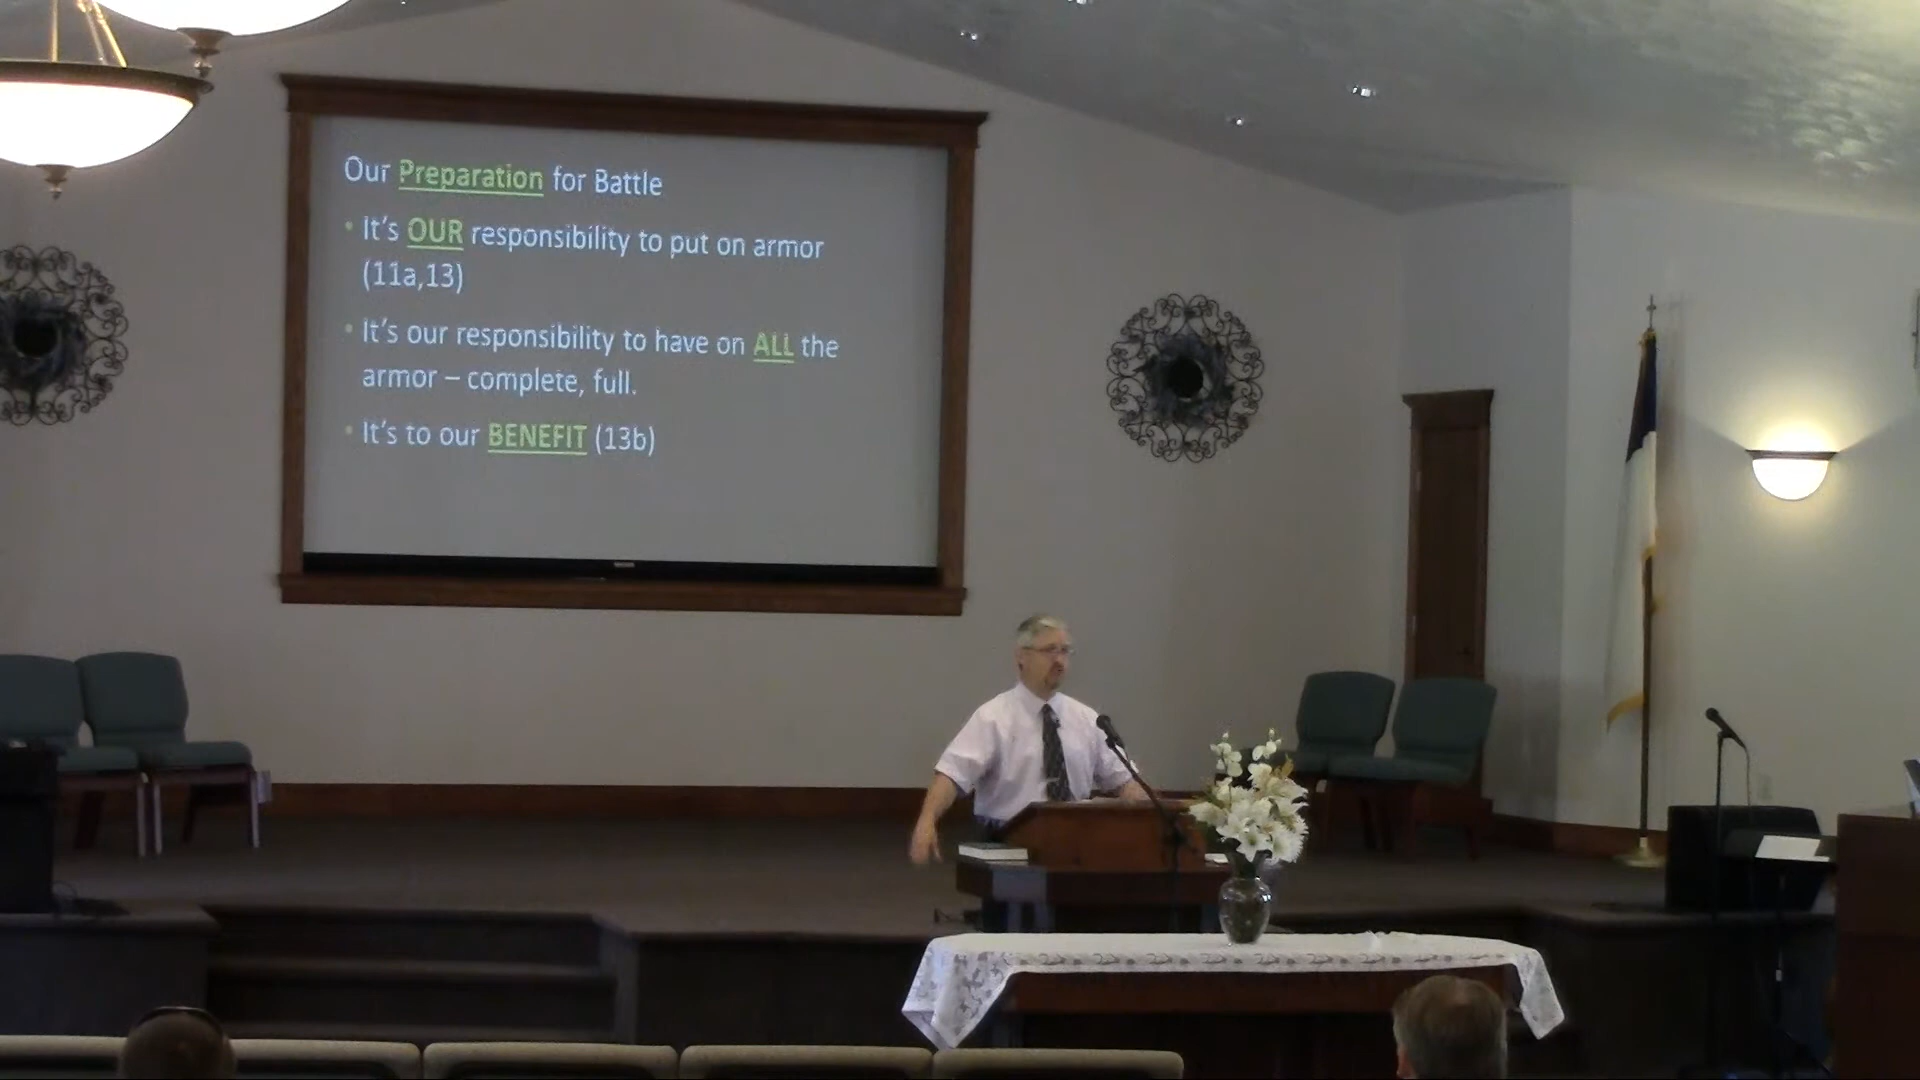 Our Preparation for Battle
• It's OUR responsibility to put on armor
(11a,13)
• It's our responsibility to have on ALL the
armor – complete, full.
• It's to our BENEFIT (13b)